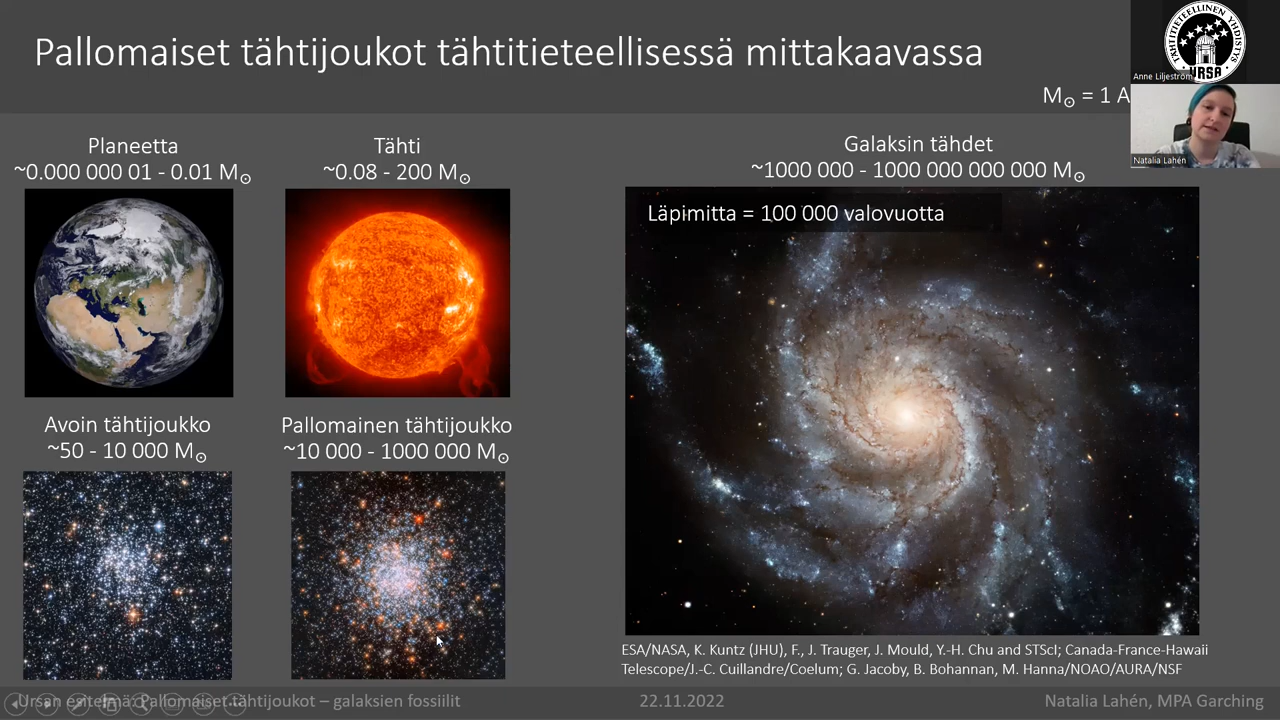 Pallomaiset tähtijoukot tähtitieteellisessä mittakaavassa
TÄHTITIETEELLINEN YHDISTYS
URSA
Anne Liljeström
M☉ = 1 A
Natalia Lahén
Planeetta
~0.000 000 01 - 0.01 M☉
Tähti
~0.08 - 200 M☉
Galaksin tähdet
~1000 000 - 1000 000 000 000 M☉
Läpimitta = 100 000 valovuotta
Avoin tähtijoukko
~50 - 10 000 M☉
Pallomainen tähtijoukko
~10 000 - 1000 000 M☉
ESA/NASA, K. Kuntz (JHU), F., J. Trauger, J. Mould, Y.-H. Chu and STScI; Canada-France-Hawaii
Telescope/J.-C. Cuillandre/Coelum; G. Jacoby, B. Bohannan, M. Hanna/NOAO/AURA/NSF
Ursan esitelmä: Pallomaiset tähtijoukot – galaksien fossiilit
22.11.2022
Natalia Lahén, MPA Garching